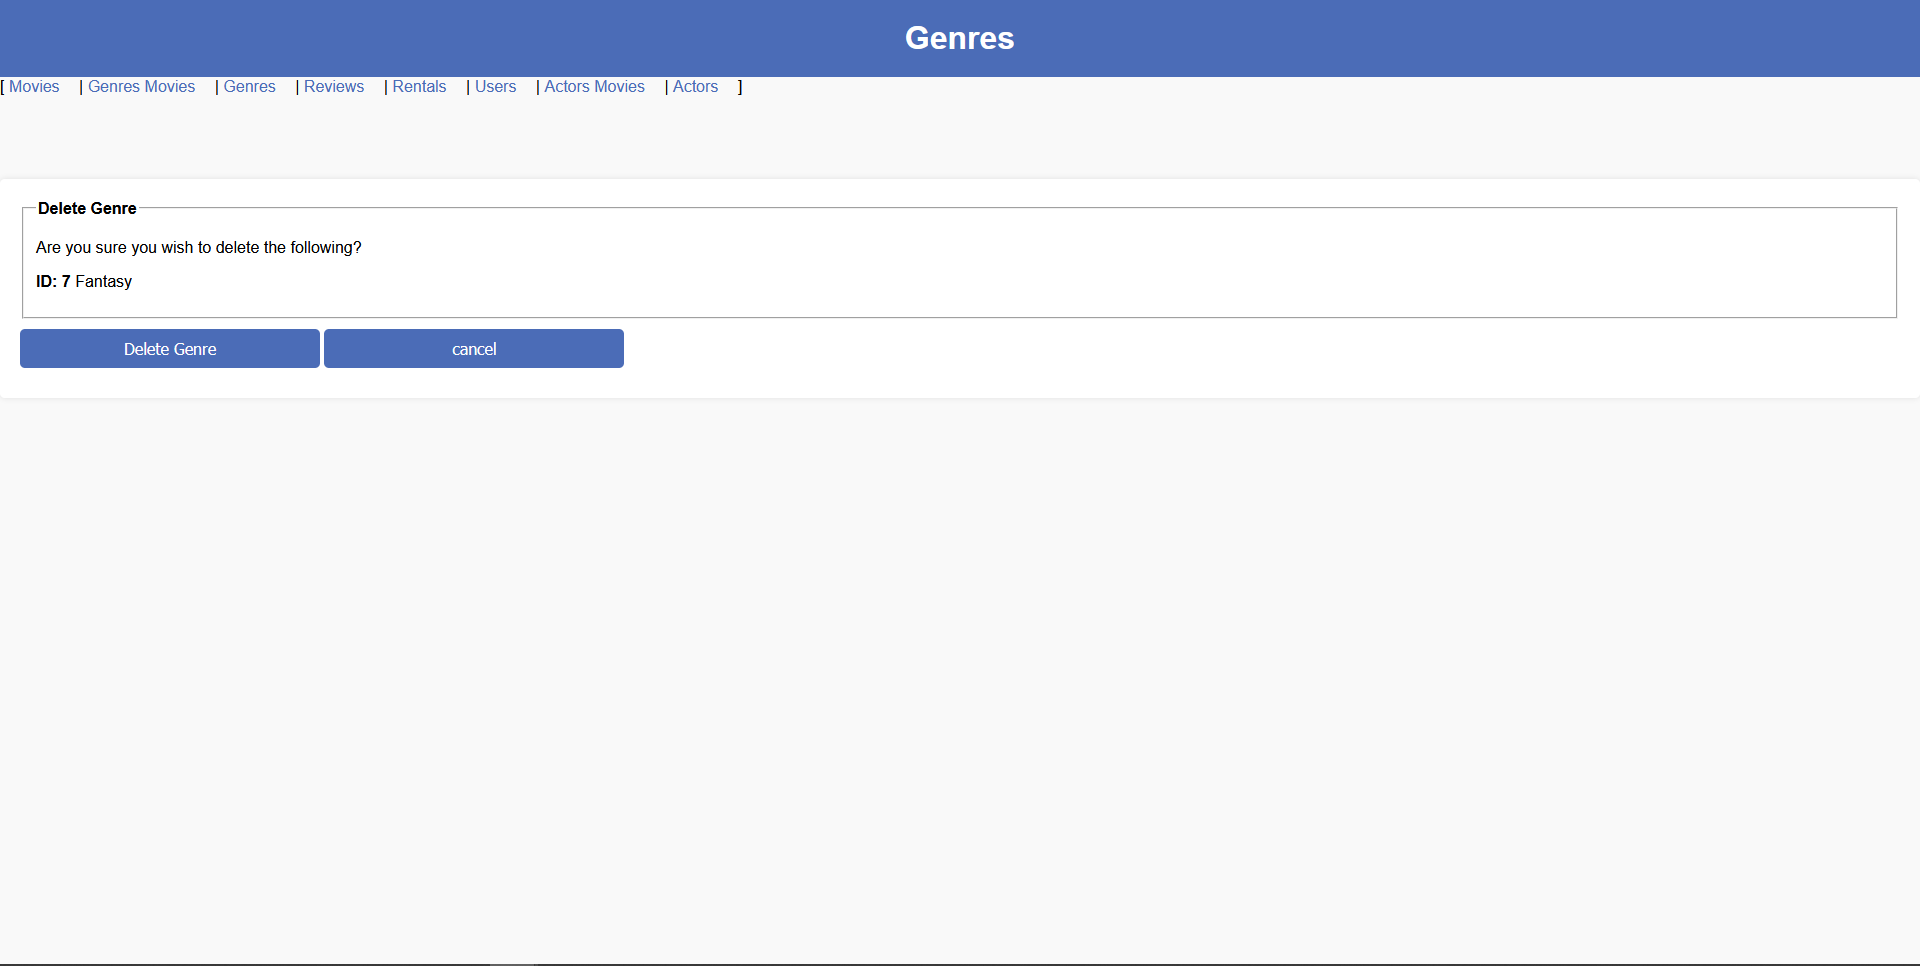 Genres
[ Movies | Genres Movies | Genres | Reviews | Rentals | Users | Actors Movies | Actors ]
Delete Genre
Are you sure you wish to delete the following?
ID: 7 Fantasy
Delete Genre cancel